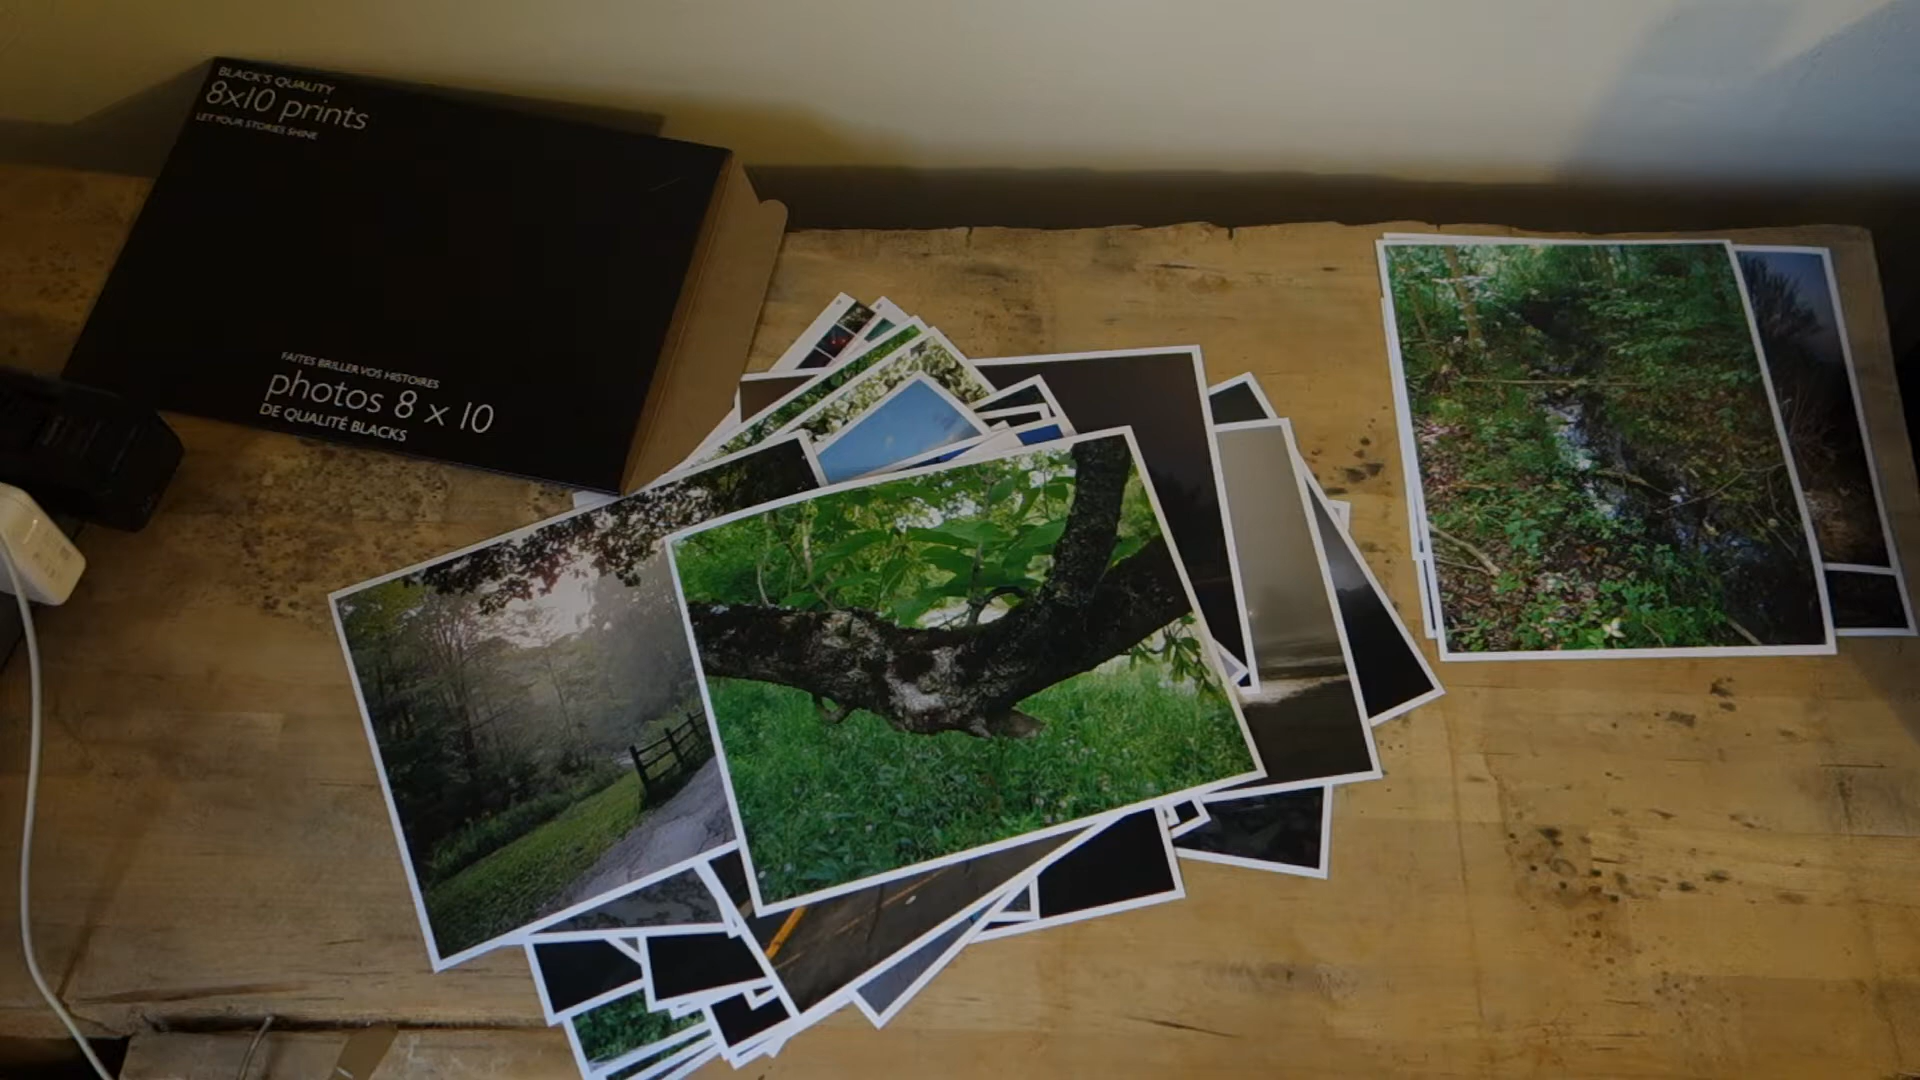 BLACK'S QUALITY
8x10 prints
LET YOUR STORIES SHINE
FAITES BRILLER VOS HISTOIRES
photos 8 x 10
DE QUALITÉ BLACKS